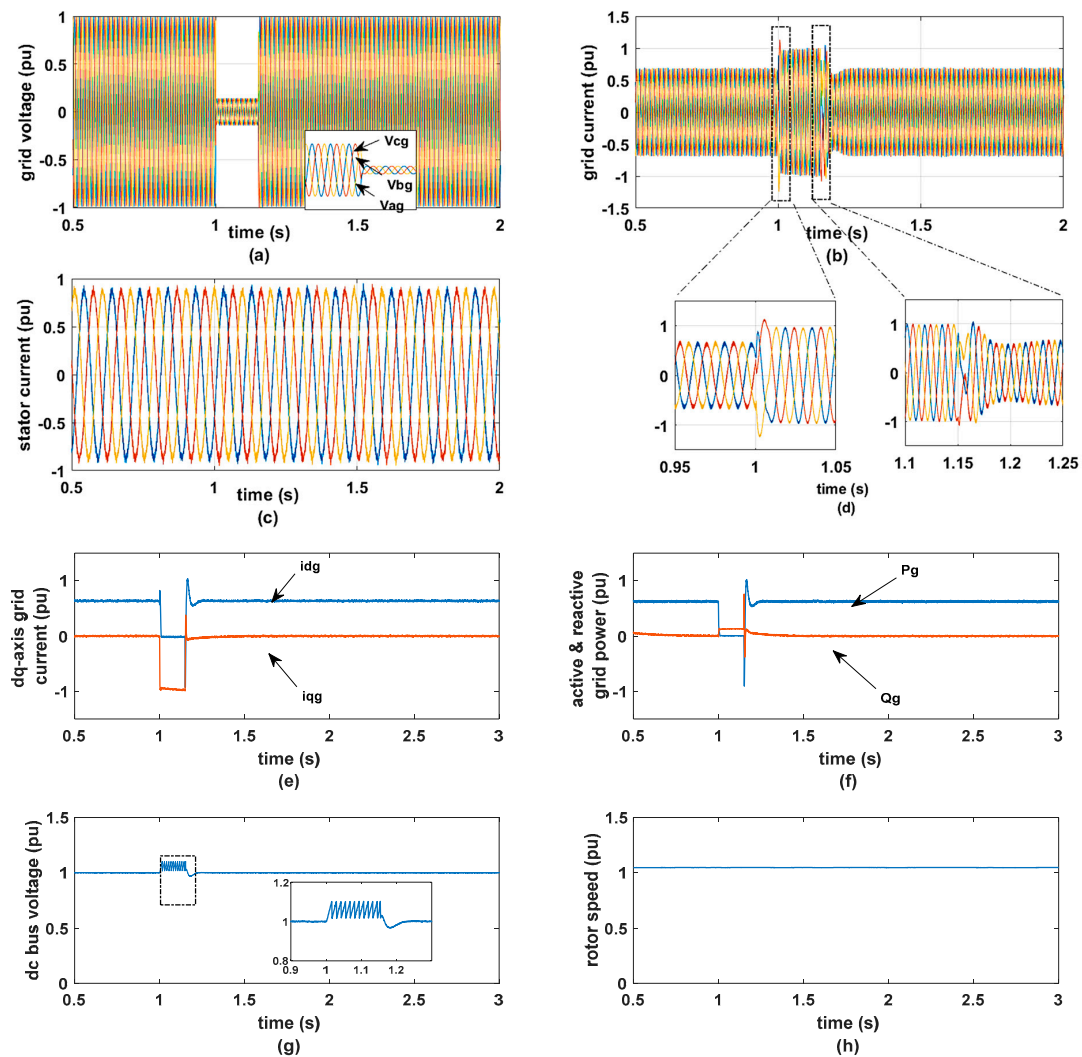 grid voltage (pu)
1
0.5
0
-0.5
-1
Vcg
Vbg
Vag
0.5
1
1.5
2
time (s)
(a)
grid current (pu)
1.5
1
0.5
0
-0.5
-1
-1.5
0.5
1
1.5
2
time (s)
(b)
stator current (pu)
1
0.5
0
-0.5
-1
0.5
1
1.5
2
time (s)
(c)
1
0
-1
0.95
1
1.05
1
0
-1
1.1
1.15
1.2
1.25
time (s)
(d)
dq-axis grid
current (pu)
1
0
-1
idg
iqg
0.5
1
1.5
2
2.5
3
time (s)
(e)
active & reactive
grid power (pu)
1
0
-1
Pg
Qg
0.5
1
1.5
2
2.5
3
time (s)
(f)
dc bus voltage (pu)
1.5
1
0.5
0
1.2
1
0.8
0.9
1
1.1
1.2
0.5
1
1.5
2
2.5
3
time (s)
(g)
rotor speed (pu)
1.5
1
0.5
0
0.5
1
1.5
2
2.5
3
time (s)
(h)